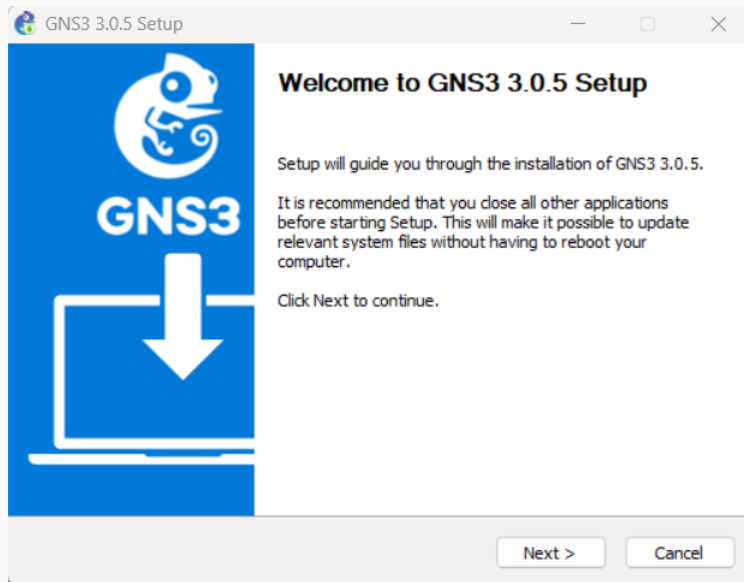 GNS3 3.0.5 Setup
GNS3
Welcome to GNS3 3.0.5 Setup
Setup will guide you through the installation of GNS3 3.0.5.
It is recommended that you close all other applications
before starting Setup. This will make it possible to update
relevant system files without having to reboot your
computer.
Click Next to continue.
Next >
Cancel